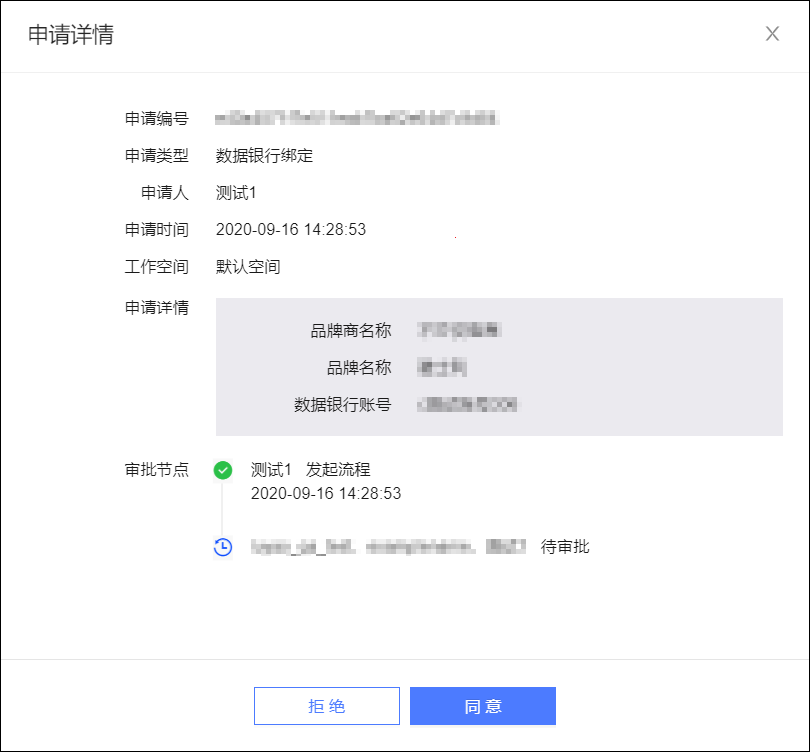 申请详情
申请编号
申请类型 数据银行绑定
申请人 测试1
申请时间 2020-09-16 14:28:53
工作空间 默认空间
申请详情
品牌商名称
品牌名称
数据银行账号
审批节点 测试1 发起流程
2020-09-16 14:28:53
待审批
拒绝 同意